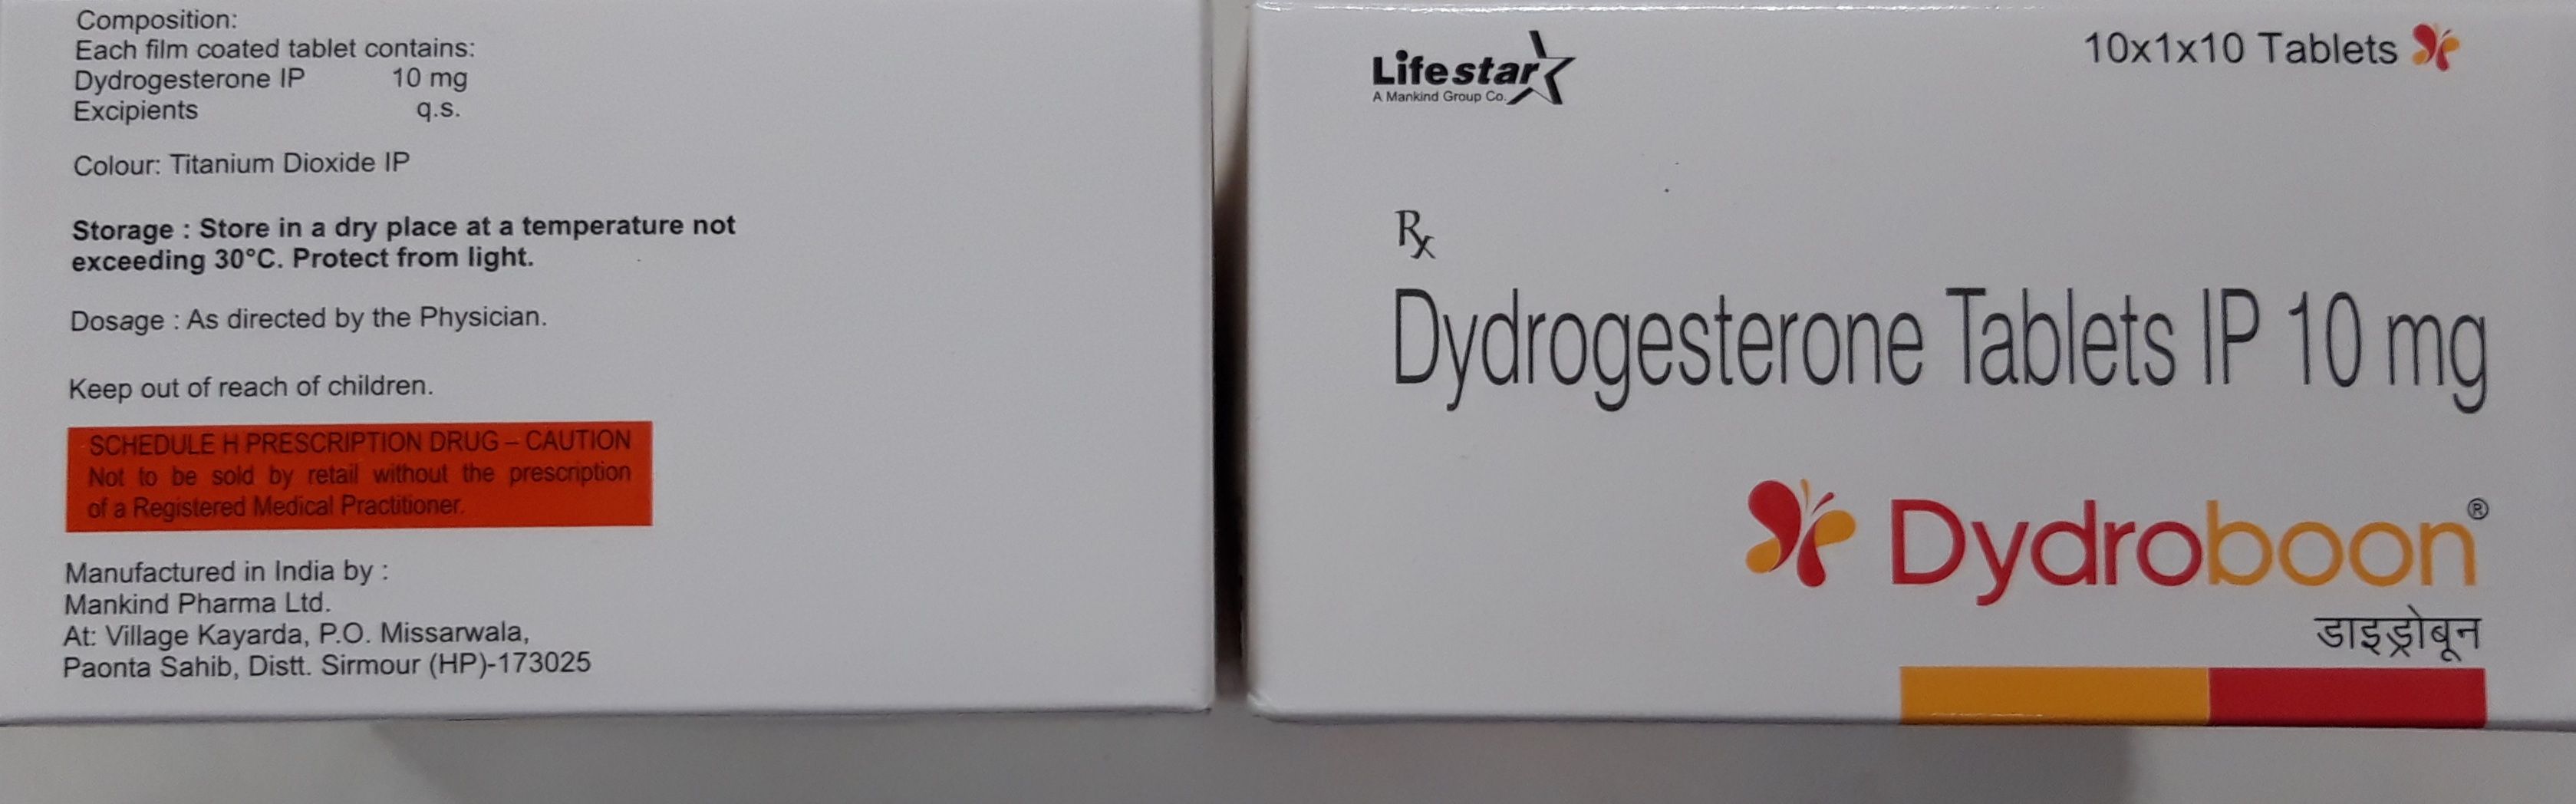 Composition:
Each film coated tablet contains:
Dydrogesterone IP 10 mg
Excipients q.s.
Colour: Titanium Dioxide IP
Storage : Store in a dry place at a temperature not
exceeding 30°C. Protect from light.
Dosage : As directed by the Physician.
Keep out of reach of children.
SCHEDULE H PRESCRIPTION DRUG – CAUTION
Not to be sold by retail without the prescription
of a Registered Medical Practitioner.
Manufactured in India by :
Mankind Pharma Ltd.
At: Village Kayarda, P.O. Missarwala,
Paonta Sahib, Distt. Sirmour (HP)-173025
Lifestar
A Mankind Group Co.
10x1x10 Tablets
Rx
Dydrogesterone Tablets IP 10 mg
Dydroboon®
डाइड्रोबून